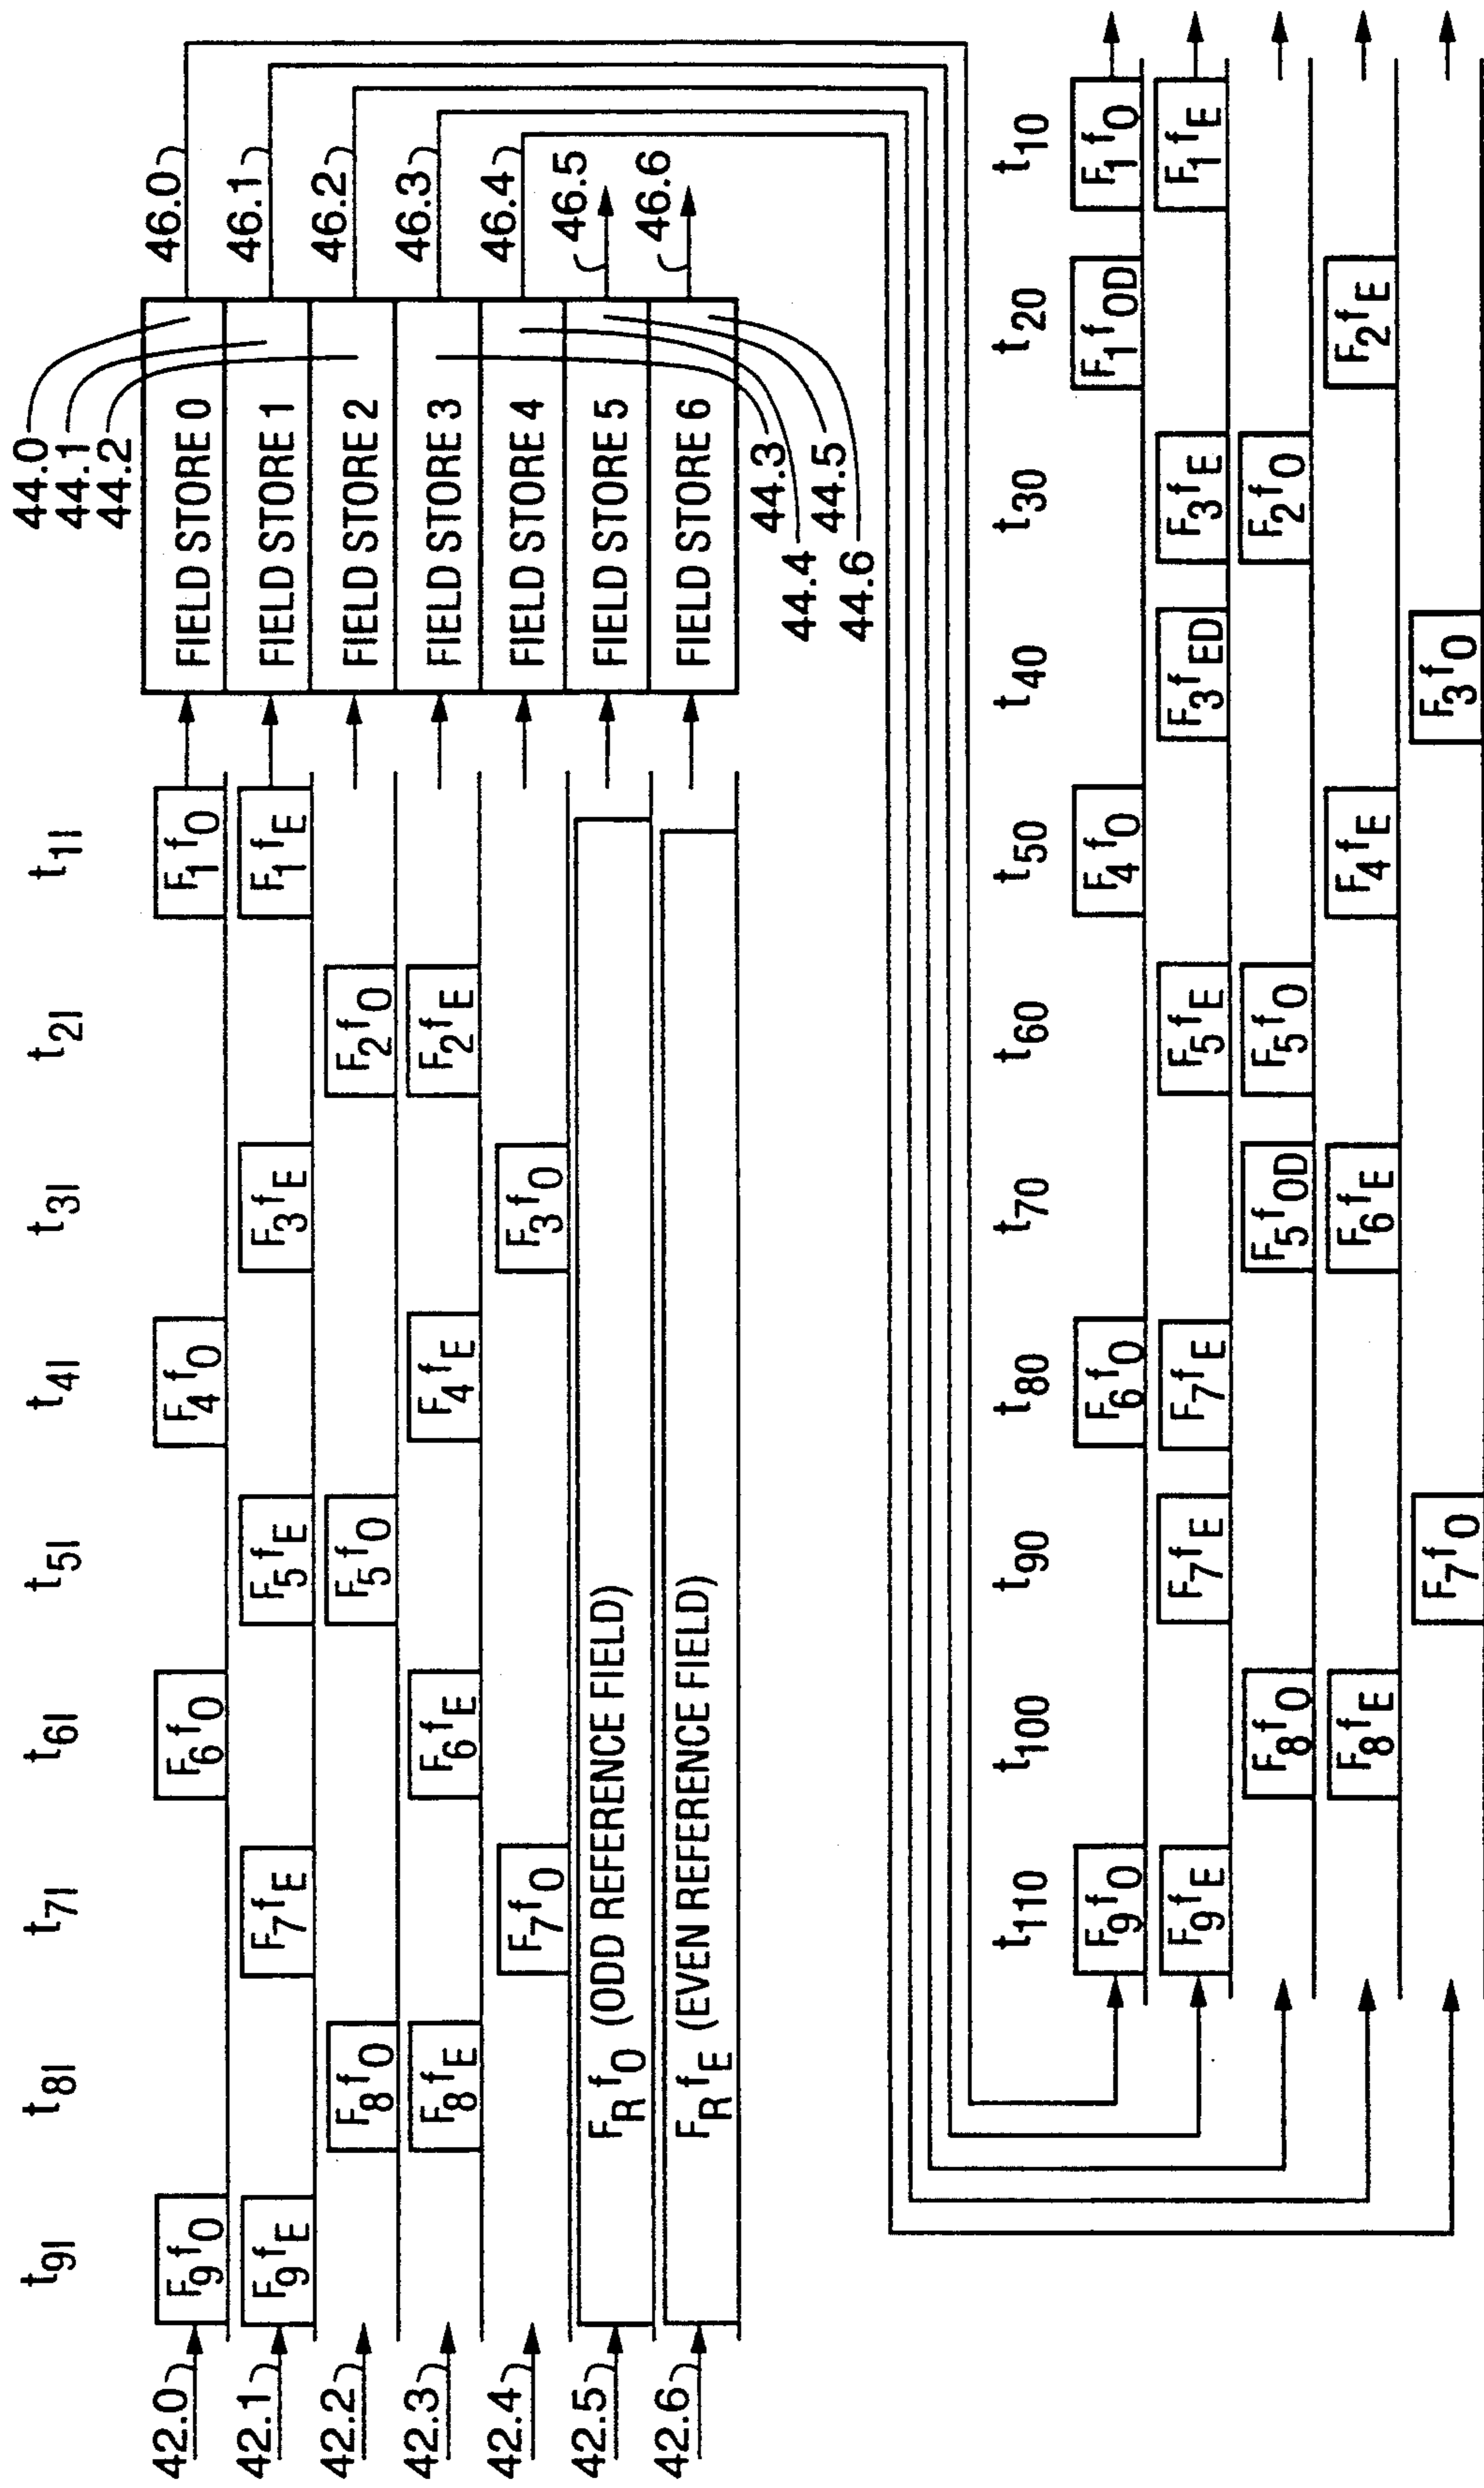 t9I t8I t7I t6I t5I t4I t3I t2I t1I
44.0
44.1
44.2
42.0 F9fO F6fO F4fO F1fO FIELD STORE 0 46.0
42.1 F9fE F7fE F5fE F3fE F1fE FIELD STORE 1 46.1
42.2 F8fO F5fO F2fO FIELD STORE 2 46.2
42.3 F8fE F6fE F4fE F2fE FIELD STORE 3 46.3
42.4 F7fO F3fO FIELD STORE 4 46.4
42.5 FRfO (ODD REFERENCE FIELD) FIELD STORE 5 46.5
42.6 FRfE (EVEN REFERENCE FIELD) FIELD STORE 6 46.6
44.3
44.4
44.5
44.6
t110 t100 t90 t80 t70 t60 t50 t40 t30 t20 t10
F9fO F6fO F4fO F1fOD F1fO
F9fE F7fE F7fE F5fE F3fED F3fE F1fE
F8fO F5fOD F5fO F2fO
F8fE F6fE F4fE F2fE
F7fO F3fO